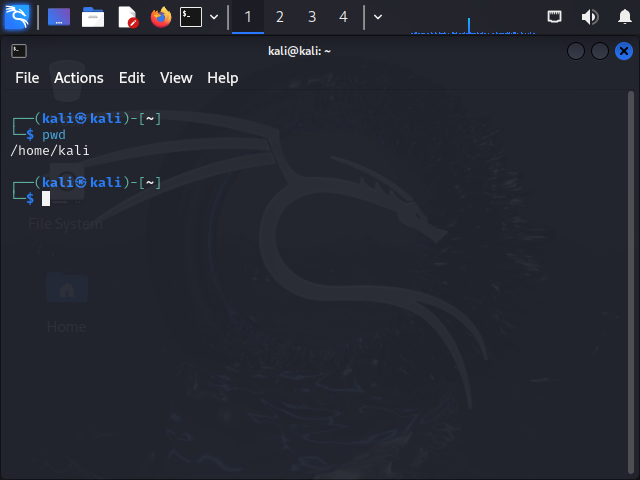 1 2 3 4
kali@kali: ~
File Actions Edit View Help
┌──(kali㉿kali)-[~]
└─$ pwd
/home/kali
┌──(kali㉿kali)-[~]
└─$
File System
Home